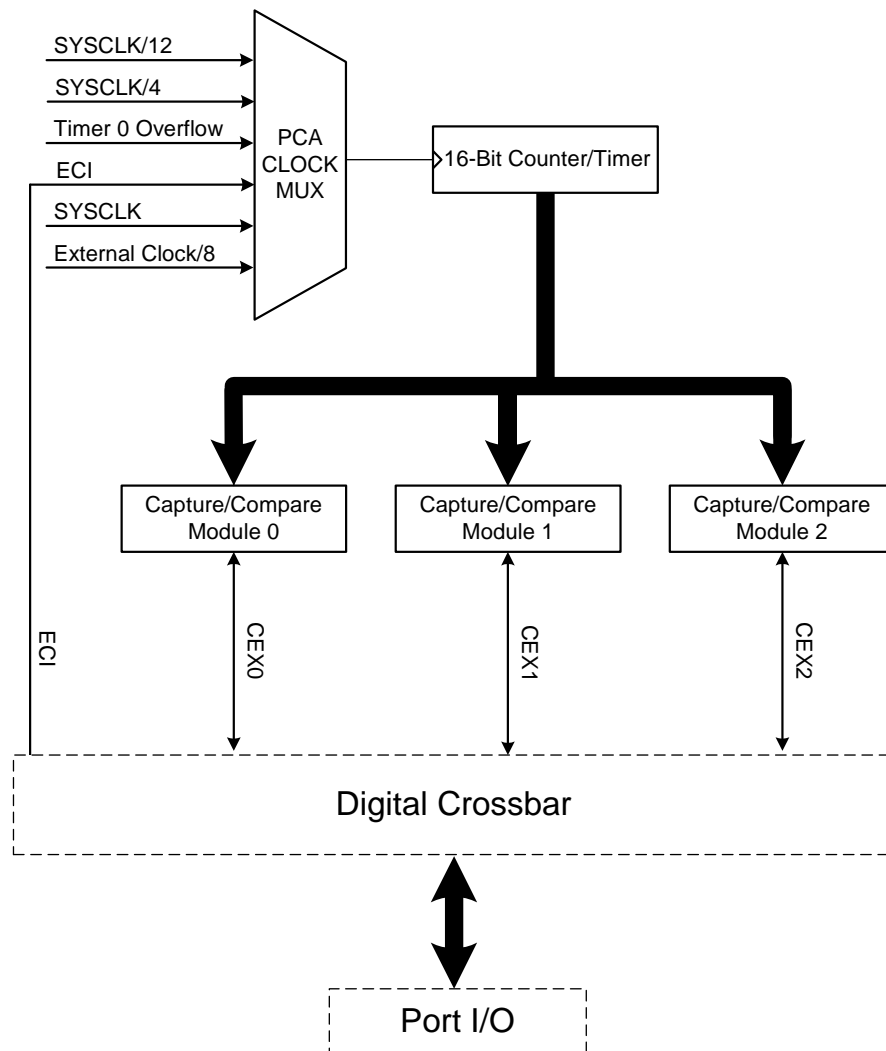 SYSCLK/12
SYSCLK/4
Timer 0 Overflow
ECI
SYSCLK
External Clock/8
PCA
CLOCK
MUX
16-Bit Counter/Timer
Capture/Compare
Module 0
Capture/Compare
Module 1
Capture/Compare
Module 2
ECI
CEX0
CEX1
CEX2
Digital Crossbar
Port I/O